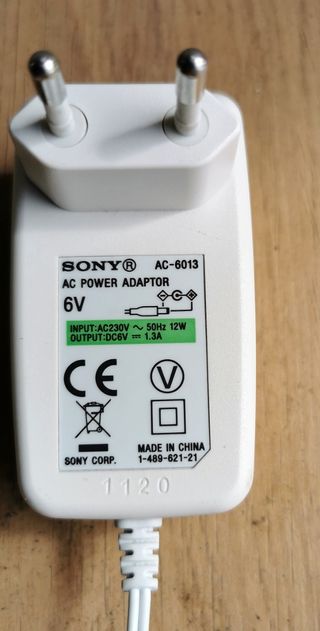 SONY® AC-6013
AC POWER ADAPTOR
6V
INPUT:AC230V ~ 50Hz 12W
OUTPUT:DC6V ⎓ 1.3A
CE
V
MADE IN CHINA
SONY CORP. 1-489-621-21
1120